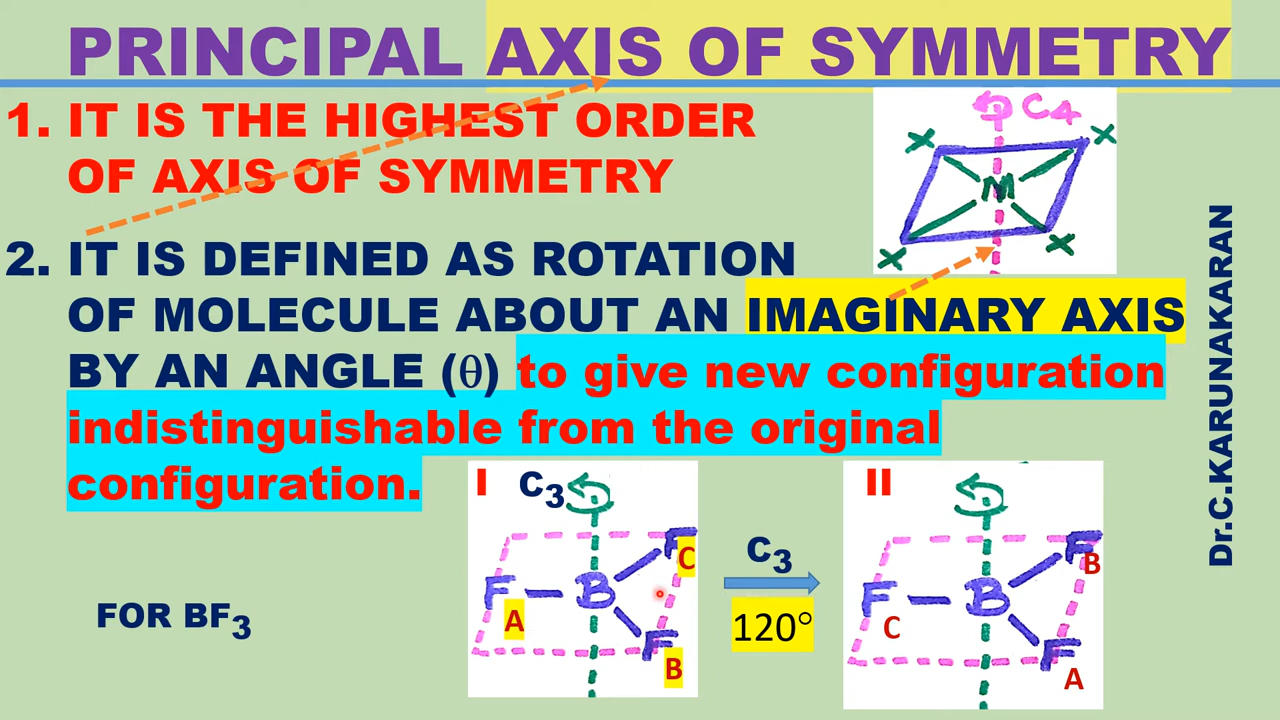 PRINCIPAL AXIS OF SYMMETRY
1. IT IS THE HIGHEST ORDER
OF AXIS OF SYMMETRY
C4
X X
M
X X
2. IT IS DEFINED AS ROTATION
OF MOLECULE ABOUT AN IMAGINARY AXIS
BY AN ANGLE (θ) to give new configuration
indistinguishable from the original
configuration.
Dr.C.KARUNAKARAN
I C₃
F C
F B
A
F
B
C₃
120°
II
F B
F B
C
F
A
FOR BF₃